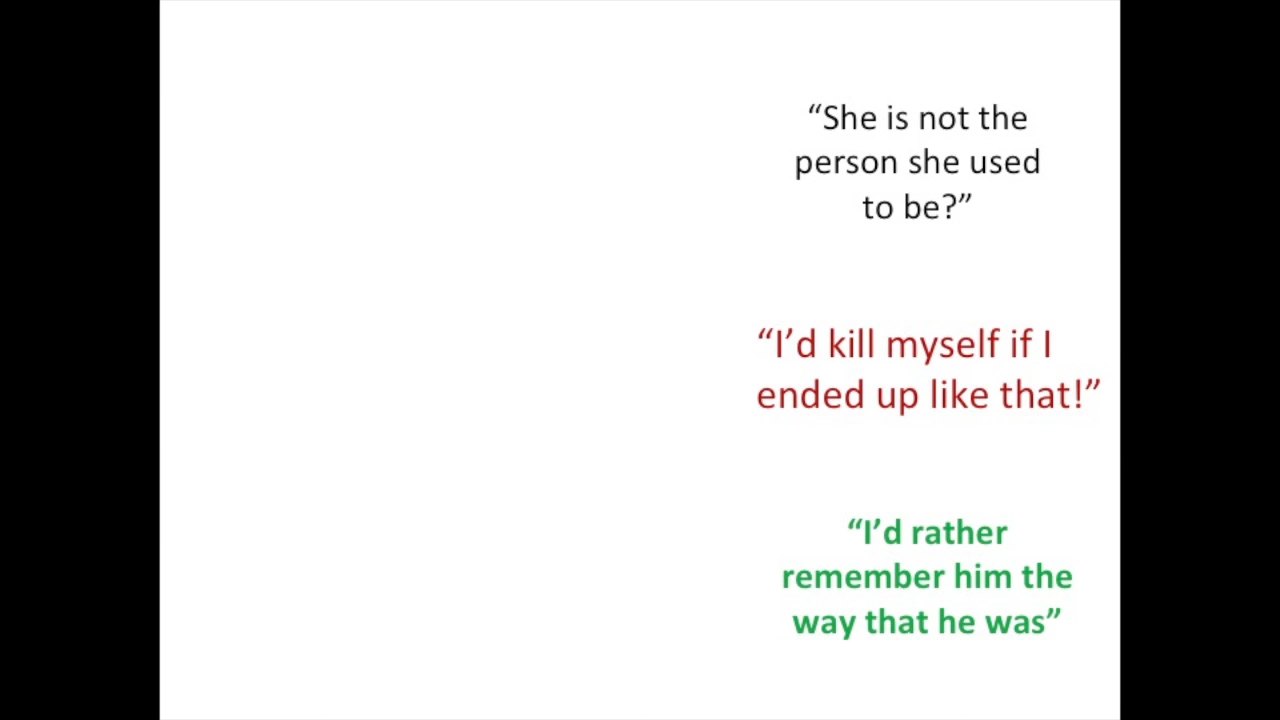 “She is not the
person she used
to be?”
“I’d kill myself if I
ended up like that!”
“I’d rather
remember him the
way that he was”